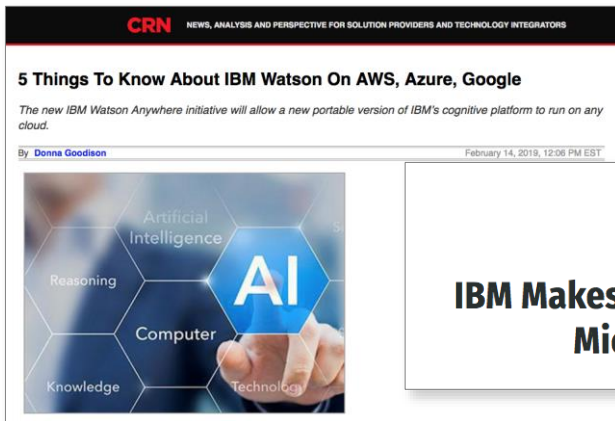 CRN NEWS, ANALYSIS AND PERSPECTIVE FOR SOLUTION PROVIDERS AND TECHNOLOGY INTEGRATORS
5 Things To Know About IBM Watson On AWS, Azure, Google
The new IBM Watson Anywhere initiative will allow a new portable version of IBM's cognitive platform to run on any
cloud.
By Donna Goodison February 14, 2019, 12:06 PM EST
Artificial
Intelligence
Reasoning
AI
Computer
Knowledge
Technology
IBM Makes
Mic